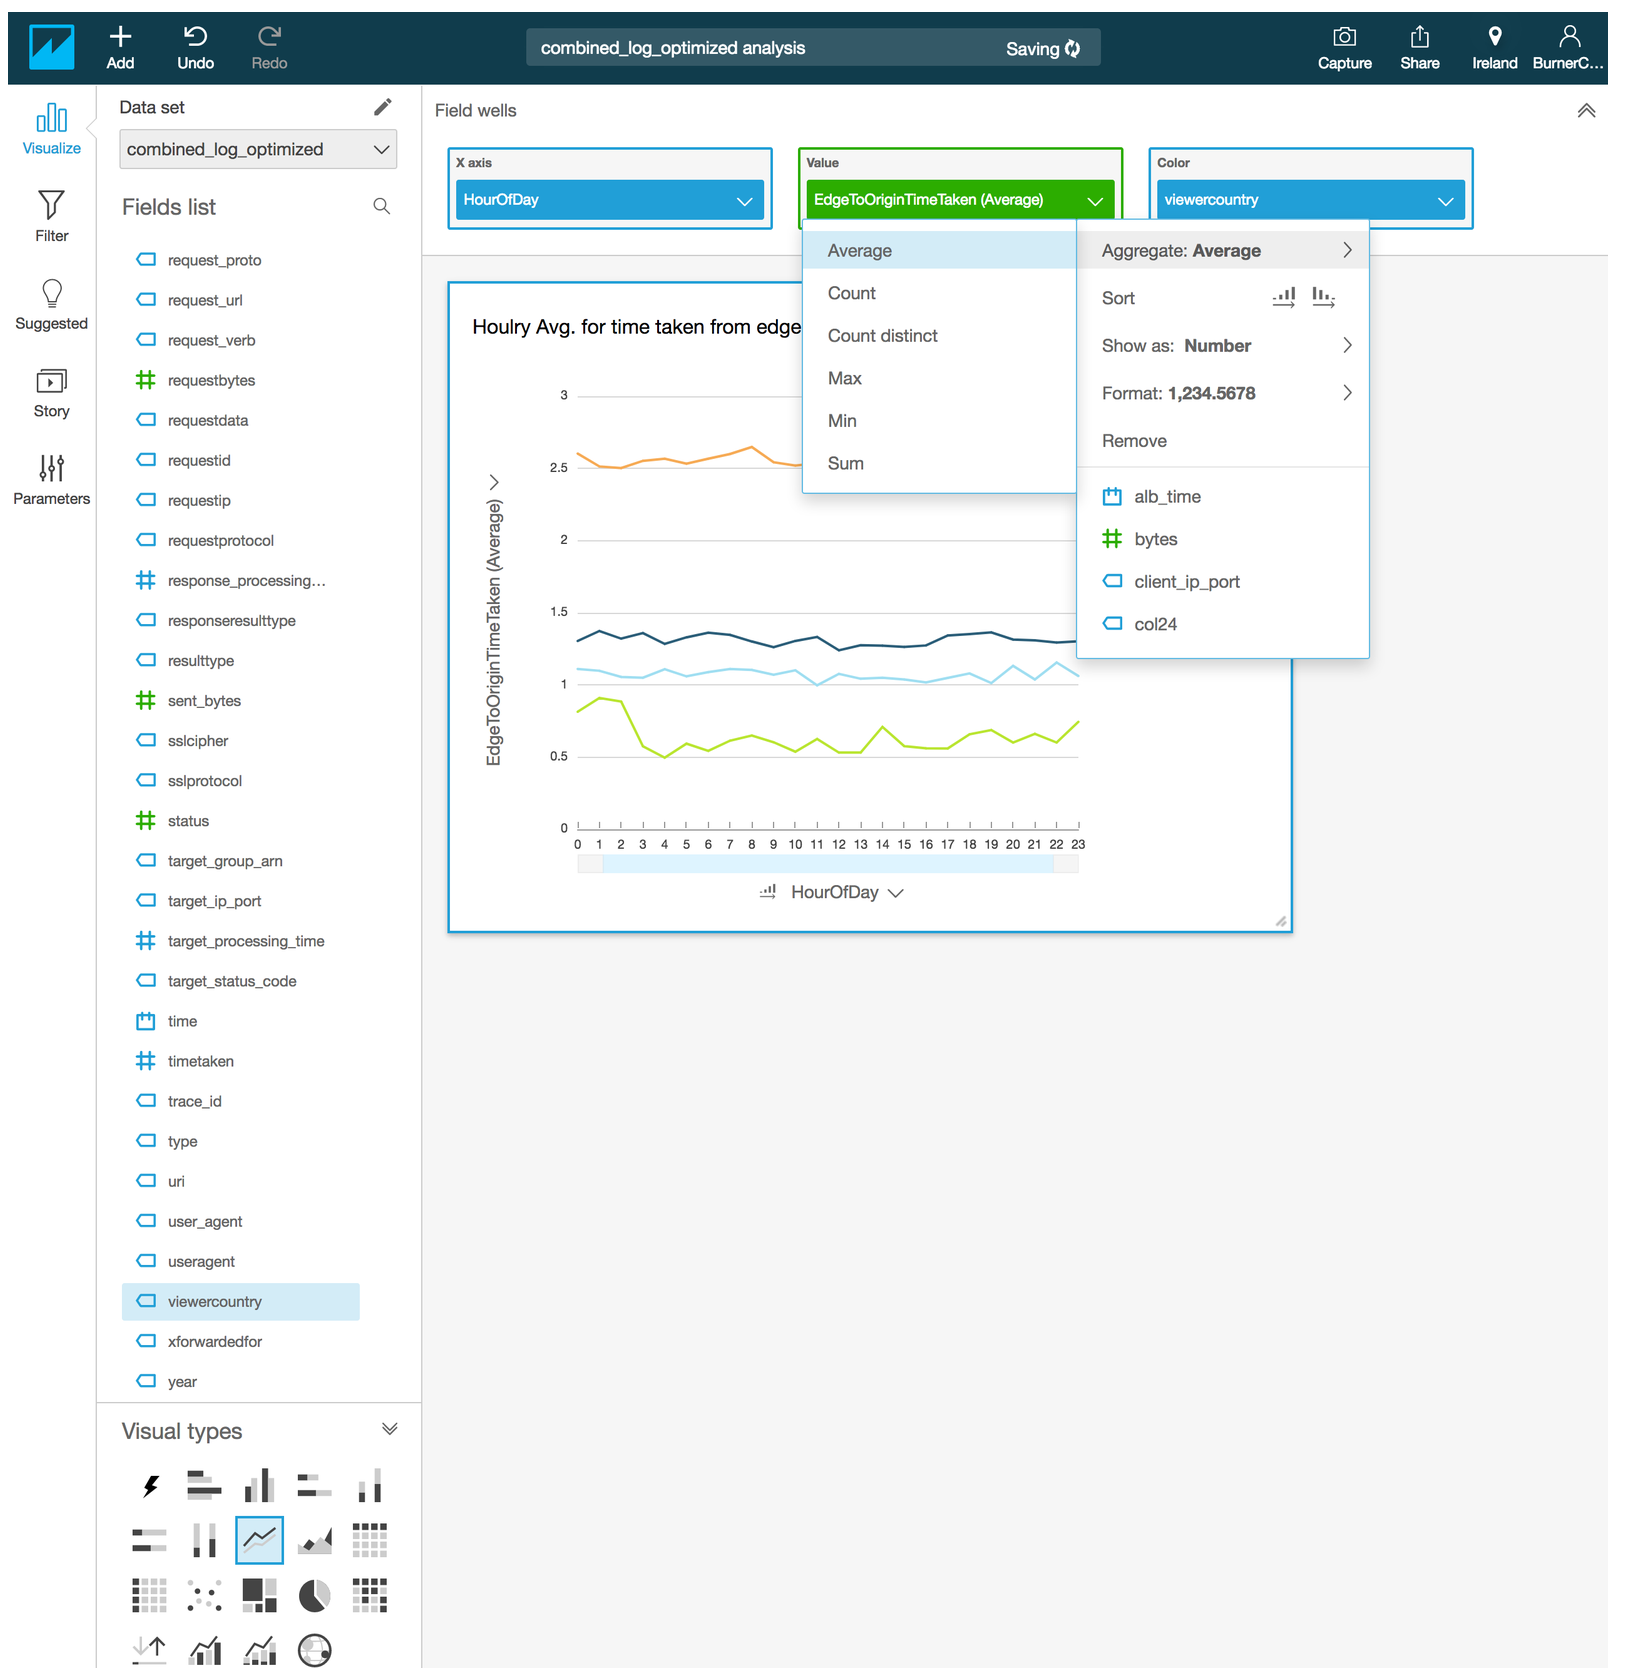 Add
Undo
Redo
combined_log_optimized analysis
Saving
Capture
Share
Ireland
BurnerC...
Visualize
Filter
Suggested
Story
Parameters
Data set
combined_log_optimized
Fields list
request_proto
request_url
request_verb
requestbytes
requestdata
requestid
requestip
requestprotocol
response_processing...
responseresulttype
resulttype
sent_bytes
sslcipher
sslprotocol
status
target_group_arn
target_ip_port
target_processing_time
target_status_code
time
timetaken
trace_id
type
uri
user_agent
useragent
viewercountry
xforwardedfor
year
Visual types
Field wells
X axis
HourOfDay
Value
EdgeToOriginTimeTaken (Average)
Color
viewercountry
Average
Count
Count distinct
Max
Min
Sum
Aggregate: Average
Sort
Show as: Number
Format: 1,234.5678
Remove
alb_time
bytes
client_ip_port
col24
Houlry Avg. for time taken from edge
EdgeToOriginTimeTaken (Average)
3
2.5
2
1.5
1
0.5
0
0 1 2 3 4 5 6 7 8 9 10 11 12 13 14 15 16 17 18 19 20 21 22 23
HourOfDay